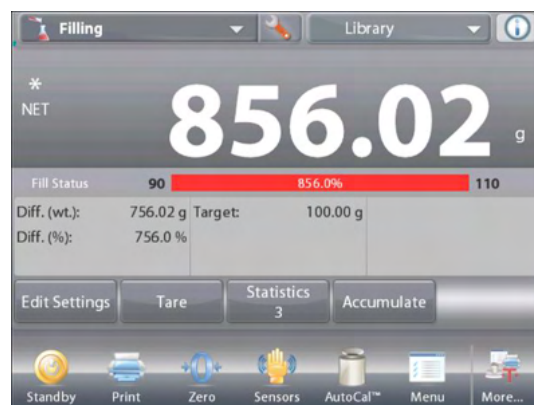 Filling
Library
*
NET
856.02 g
Fill Status 90 856.0% 110
Diff. (wt.): 756.02 g Target: 100.00 g
Diff. (%): 756.0 %
Edit Settings
Tare
Statistics
3
Accumulate
Standby
Print
Zero
Sensors
AutoCal™
Menu
More...